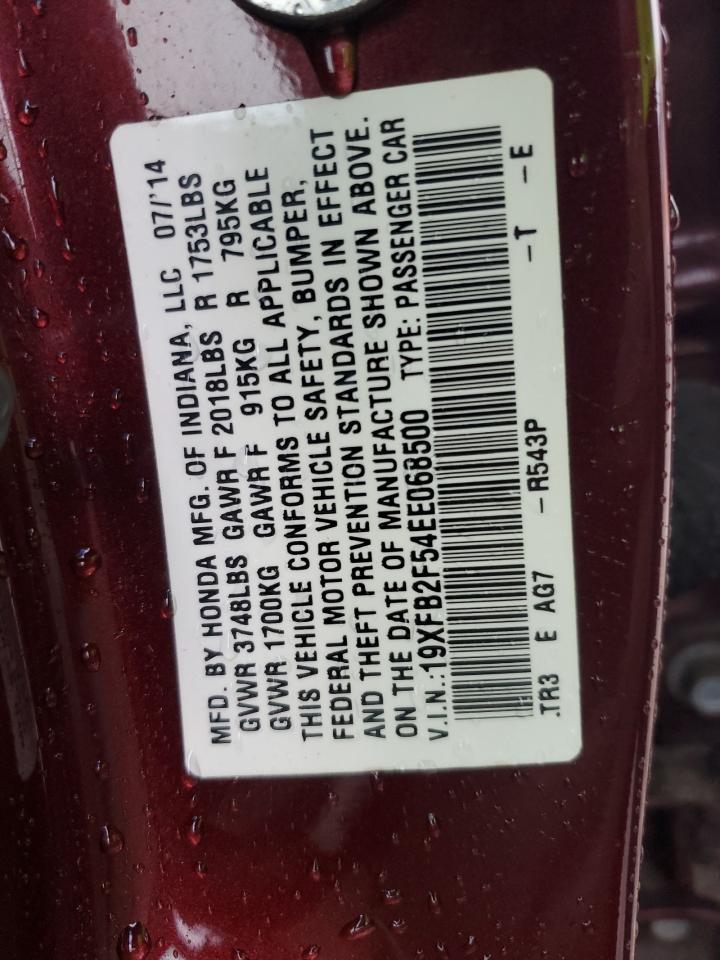 MFD. BY HONDA MFG. OF INDIANA, LLC 07/'14
GVWR 3748LBS GAWR F 2018LBS R 1753LBS
GVWR 1700KG GAWR F 915KG R 795KG
THIS VEHICLE CONFORMS TO ALL APPLICABLE
FEDERAL MOTOR VEHICLE SAFETY, BUMPER,
AND THEFT PREVENTION STANDARDS IN EFFECT
ON THE DATE OF MANUFACTURE SHOWN ABOVE.
V.I.N.:19XFB2F54EE068500 TYPE: PASSENGER CAR
.TR3 E AG7 -R543P -T -E